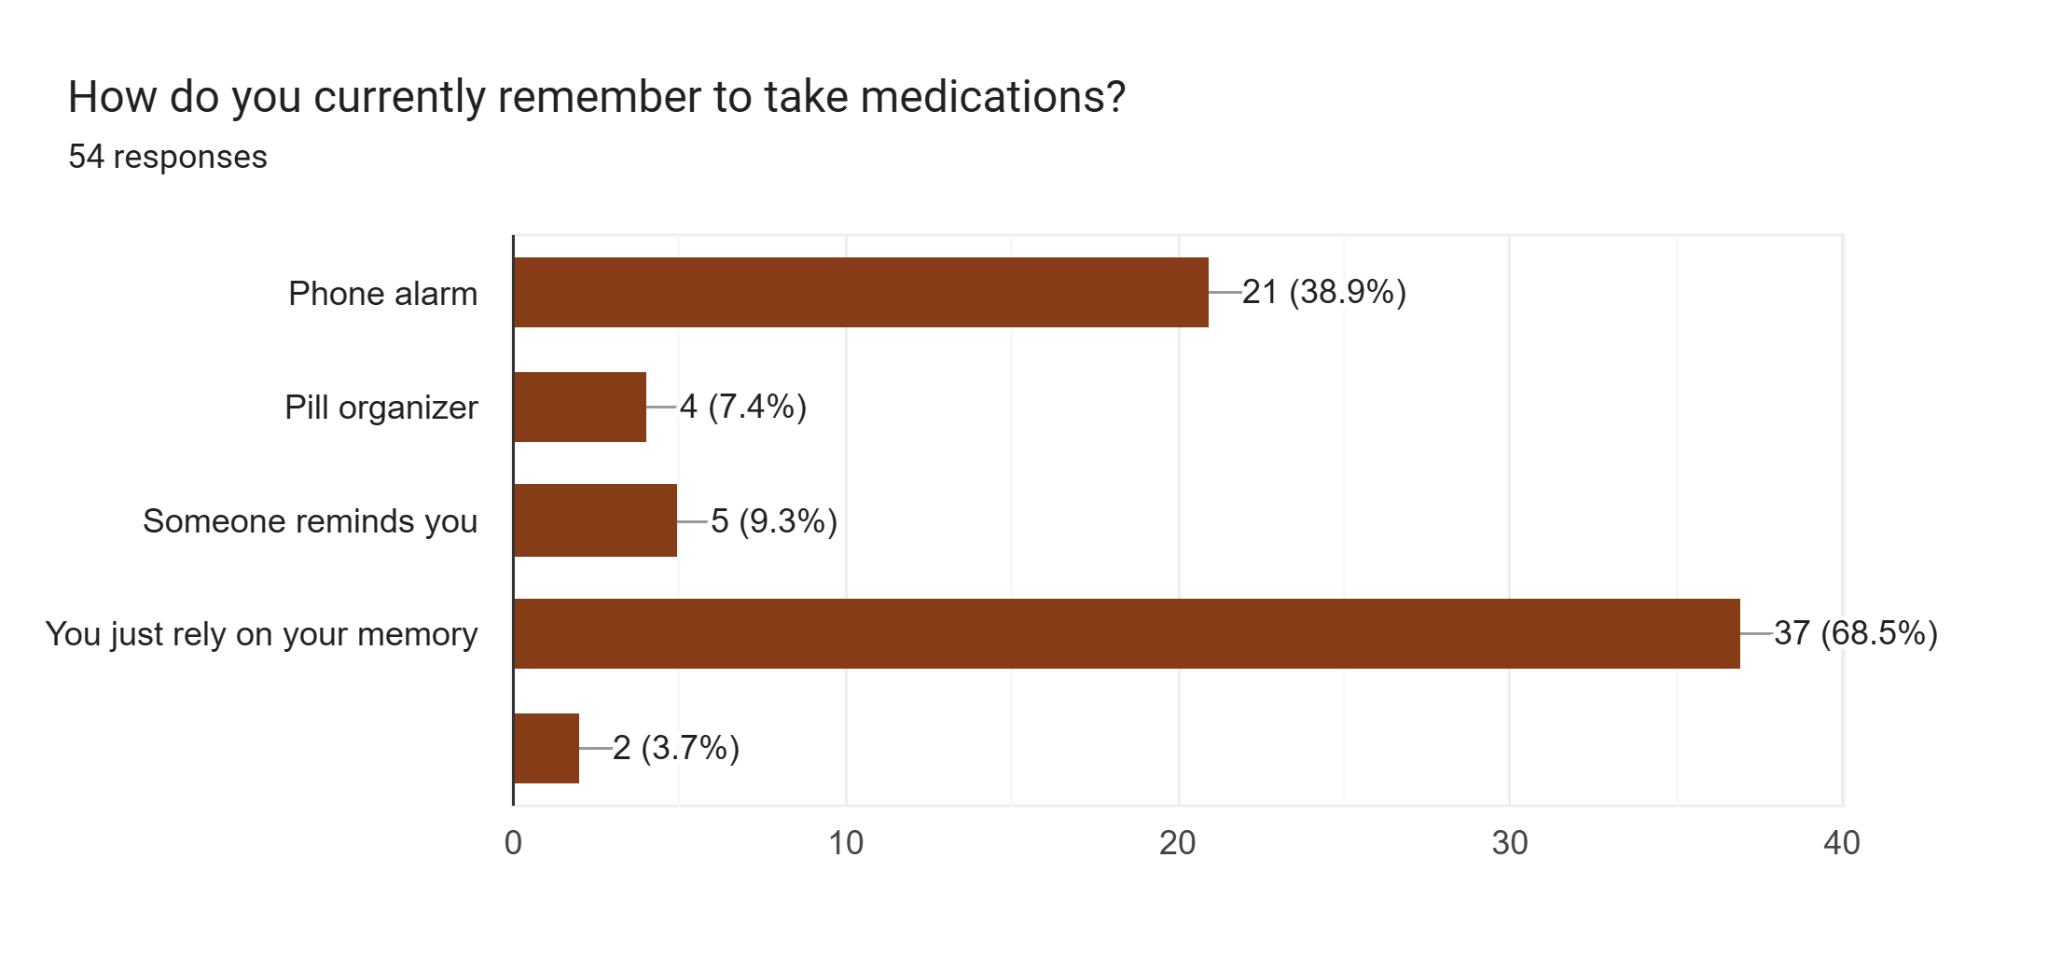 How do you currently remember to take medications?
54 responses
Phone alarm 21 (38.9%)
Pill organizer 4 (7.4%)
Someone reminds you 5 (9.3%)
You just rely on your memory 37 (68.5%)
2 (3.7%)
0 10 20 30 40